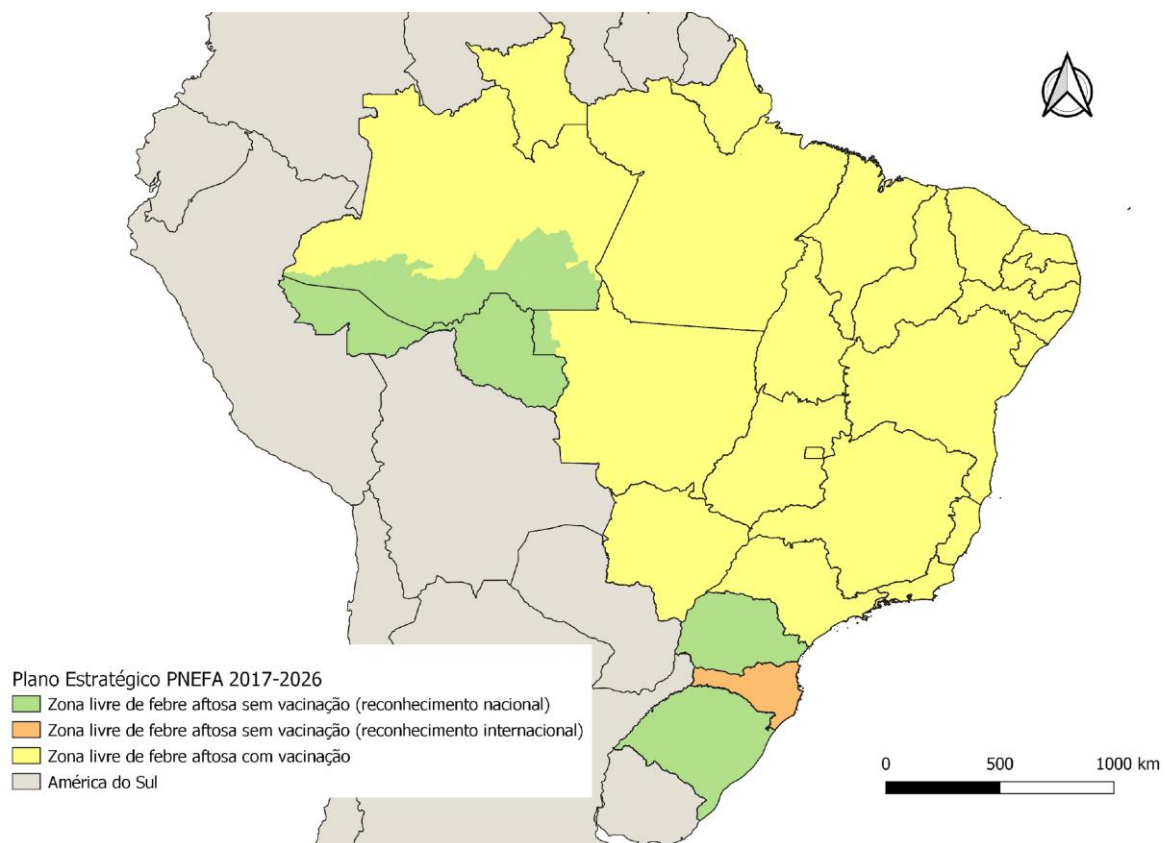 Plano Estratégico PNEFA 2017-2026
Zona livre de febre aftosa sem vacinação (reconhecimento nacional)
Zona livre de febre aftosa sem vacinação (reconhecimento internacional)
Zona livre de febre aftosa com vacinação
América do Sul
0 500 1000 km